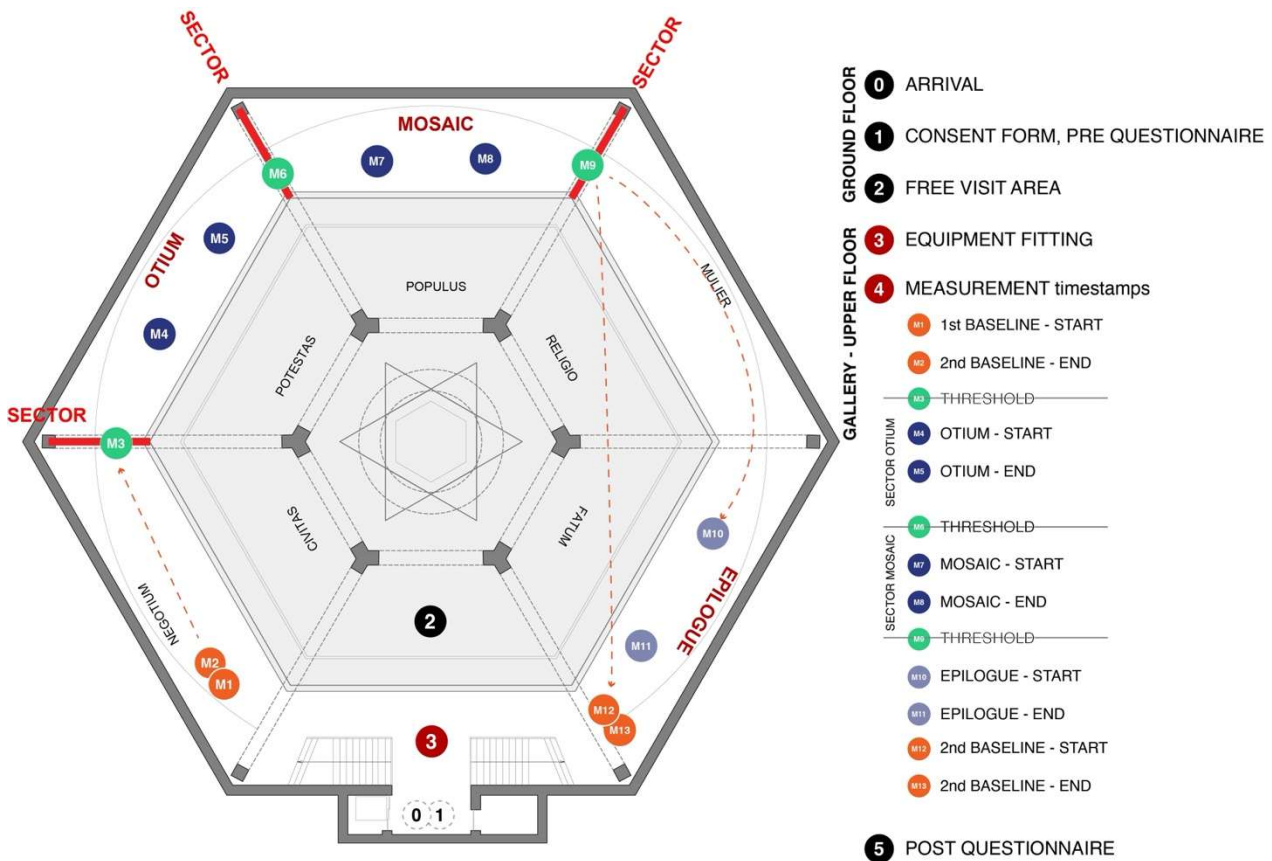 SECTOR
SECTOR
MOSAIC
M7
M8
M9
M6
OTIUM
M5
M4
MULIER
POPULUS
POTESTAS
RELIGIO
SECTOR
M3
CIVITAS
FATUM
M10
EPILOGUE
NEGOTIUM
2
M11
M2
M1
M12
M13
3
0 1
GROUND FLOOR
0 ARRIVAL
1 CONSENT FORM, PRE QUESTIONNAIRE
2 FREE VISIT AREA
GALLERY - UPPER FLOOR
3 EQUIPMENT FITTING
4 MEASUREMENT timestamps
M1 1st BASELINE - START
M2 2nd BASELINE - END
M3 THRESHOLD
SECTOR OTIUM
M4 OTIUM - START
M5 OTIUM - END
M6 THRESHOLD
SECTOR MOSAIC
M7 MOSAIC - START
M8 MOSAIC - END
M9 THRESHOLD
M10 EPILOGUE - START
M11 EPILOGUE - END
M12 2nd BASELINE - START
M13 2nd BASELINE - END
5 POST QUESTIONNAIRE